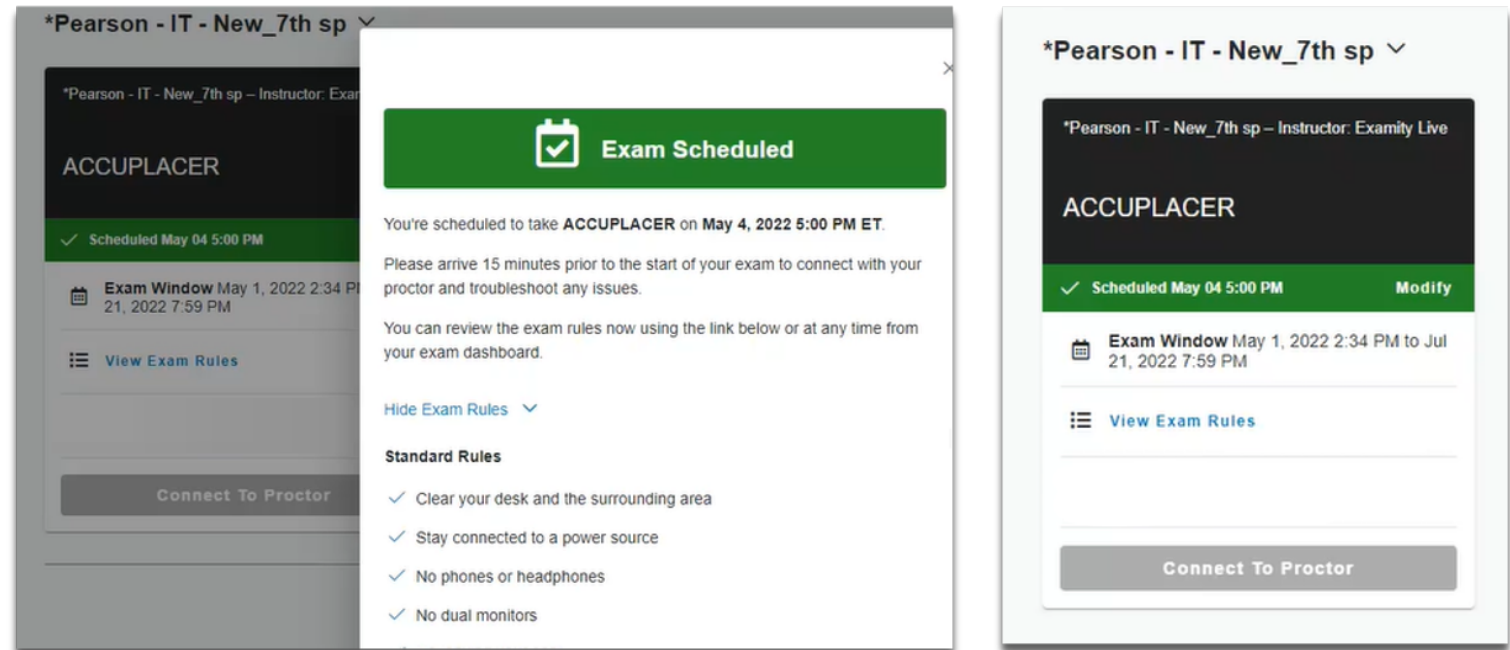 *Pearson - IT - New_7th sp
*Pearson - IT - New_7th sp – Instructor:
ACCUPLACER
Scheduled May 04 5:00 PM
Exam Window May 1, 2022 2:34
21, 2022 7:59 PM
View Exam Rules
Connect To Proctor
Exam Scheduled
You're scheduled to take ACCUPLACER on May 4, 2022 5:00 PM ET.
Please arrive 15 minutes prior to the start of your exam to connect with your
proctor and troubleshoot any issues.
You can review the exam rules now using the link below or at any time from
your exam dashboard.
Hide Exam Rules
Standard Rules
Clear your desk and the surrounding area
Stay connected to a power source
No phones or headphones
No dual monitors
*Pearson - IT - New_7th sp
*Pearson - IT - New_7th sp – Instructor: Examity Live
ACCUPLACER
Scheduled May 04 5:00 PM Modify
Exam Window May 1, 2022 2:34 PM to Jul
21, 2022 7:59 PM
View Exam Rules
Connect To Proctor